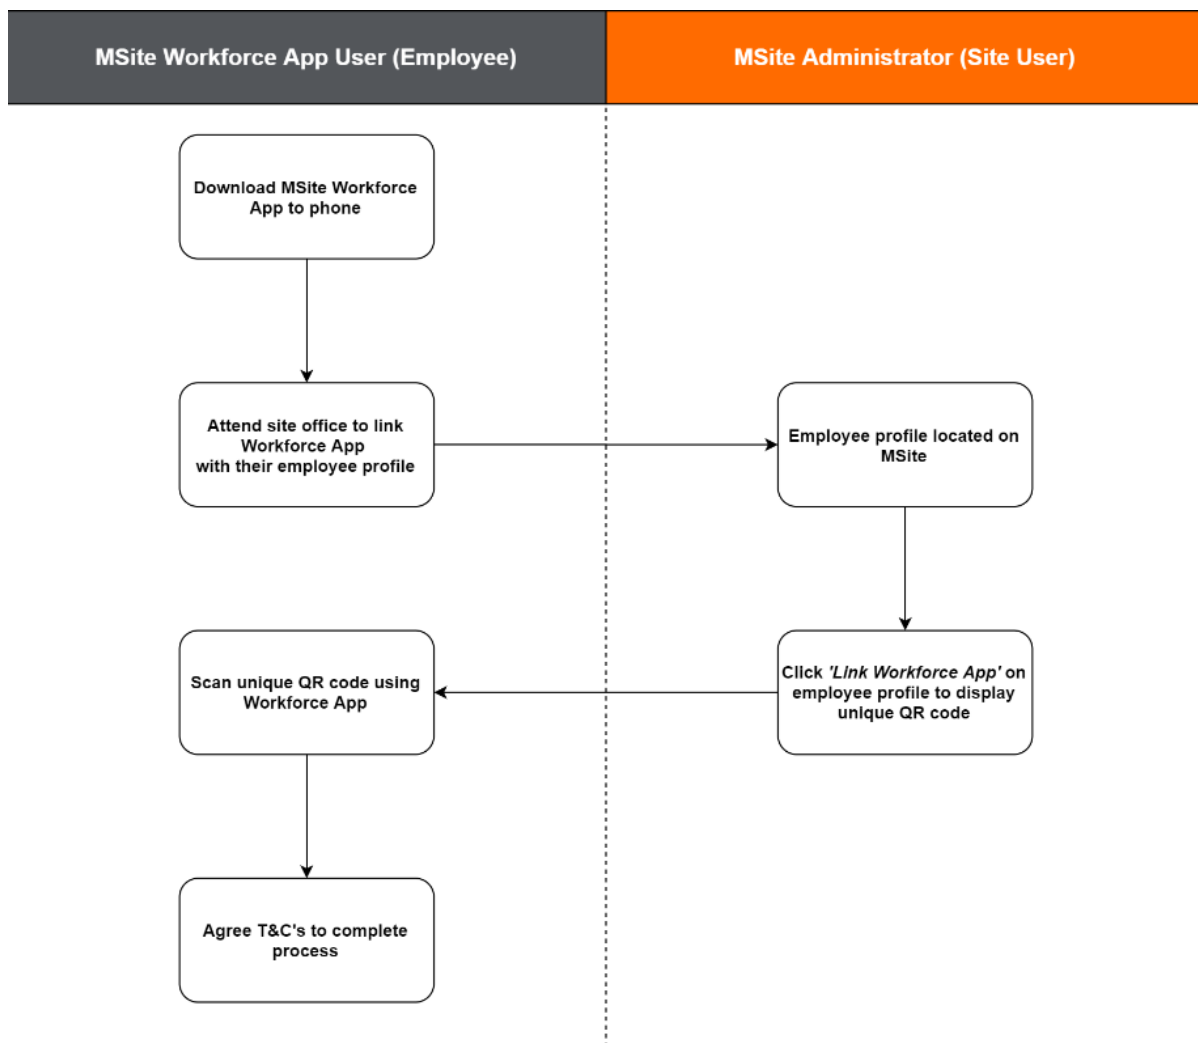 MSite Workforce App User (Employee)
MSite Administrator (Site User)
Download MSite Workforce
App to phone
Attend site office to link
Workforce App
with their employee profile
Employee profile located on
MSite
Click 'Link Workforce App' on
employee profile to display
unique QR code
Scan unique QR code using
Workforce App
Agree T&C's to complete
process